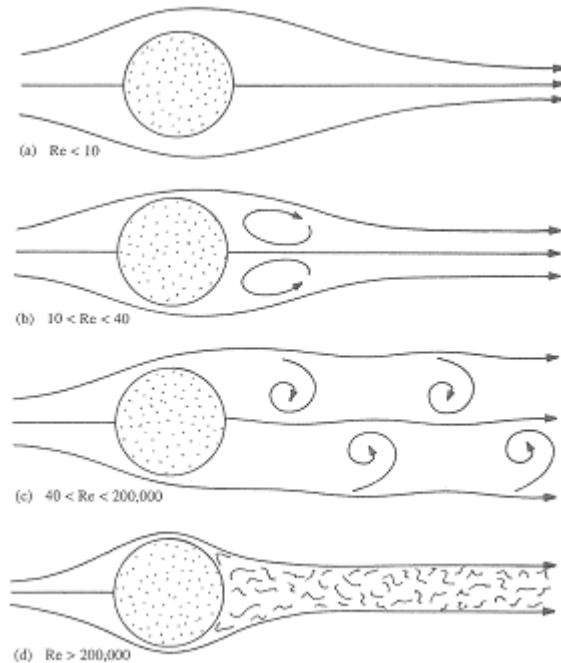 (a) Re < 10
(b) 10 < Re < 40
(c) 40 < Re < 200,000
(d) Re > 200,000